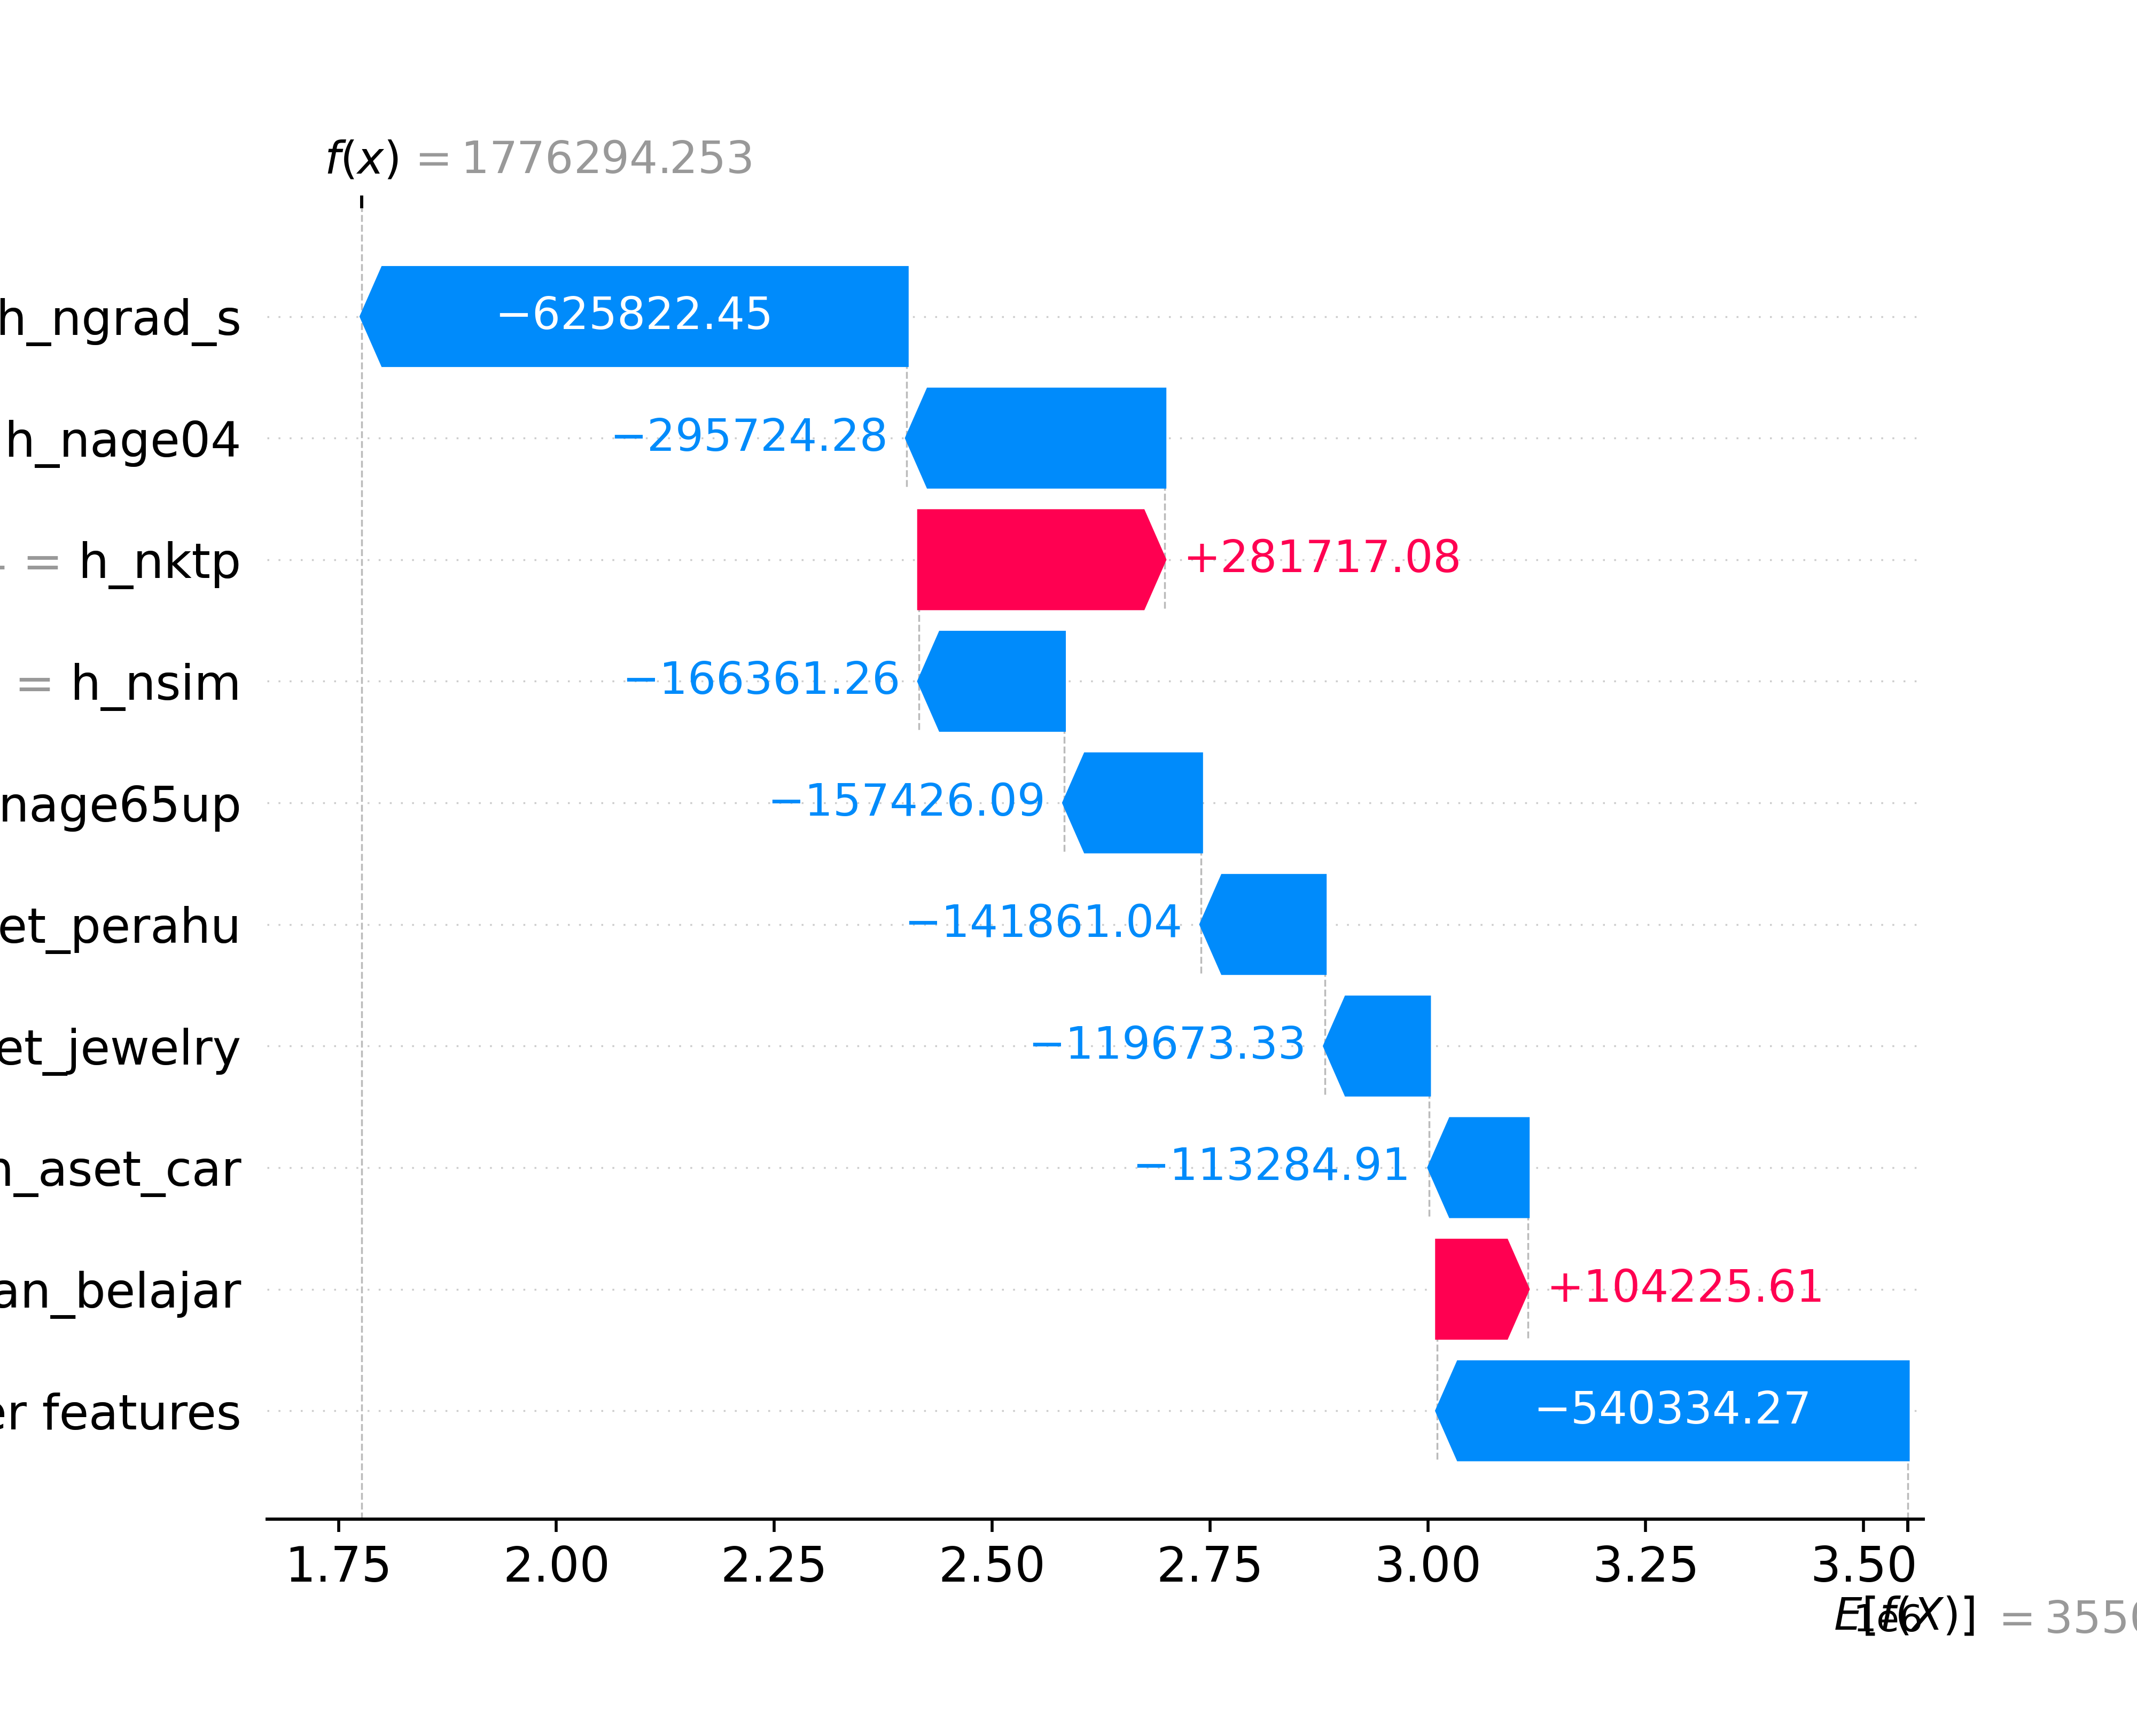 f(x) = 1776294.253
h_ngrad_s −625822.45
h_nage04 −295724.28
= h_nktp +281717.08
= h_nsim −166361.26
nage65up −157426.09
et_perahu −141861.04
et_jewelry −119673.33
_aset_car −113284.91
an_belajar +104225.61
r features −540334.27
1.75 2.00 2.25 2.50 2.75 3.00 3.25 3.50
1e6
E[f(X)] = 355